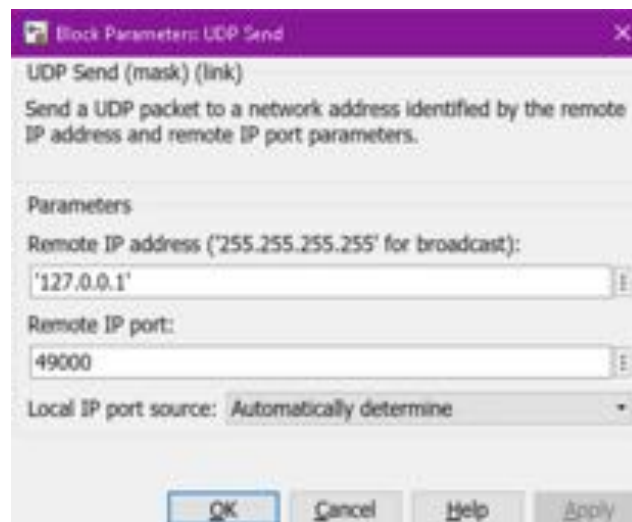 Block Parameters: UDP Send
UDP Send (mask) (link)
Send a UDP packet to a network address identified by the remote
IP address and remote IP port parameters.
Parameters
Remote IP address ('255.255.255.255' for broadcast):
'127.0.0.1'
Remote IP port:
49000
Local IP port source: Automatically determine
OK Cancel Help Apply